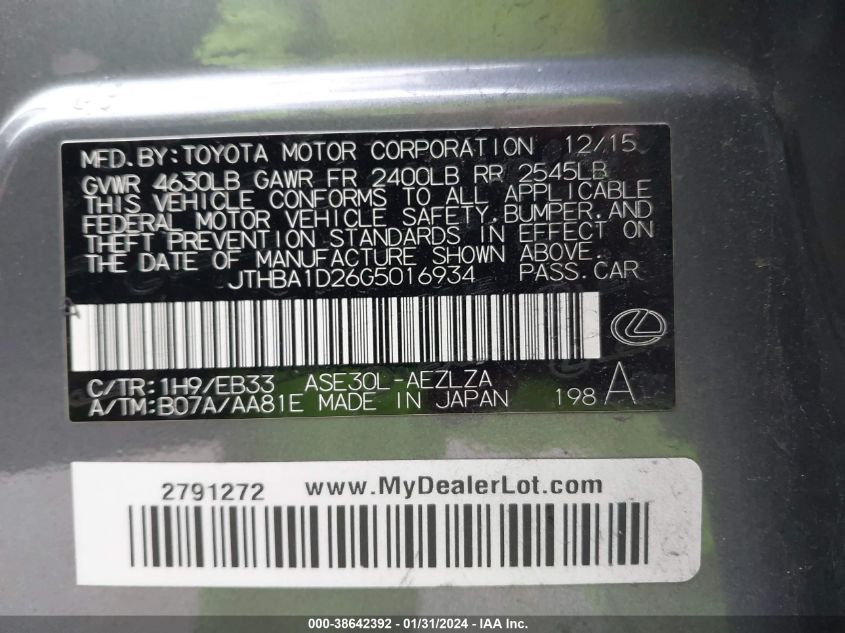 MFD. BY: TOYOTA MOTOR CORPORATION 12/15
GVWR 4630LB GAWR FR 2400LB RR 2545LB
THIS VEHICLE CONFORMS TO ALL APPLICABLE
FEDERAL MOTOR VEHICLE SAFETY, BUMPER, AND
THEFT PREVENTION STANDARDS IN EFFECT ON
THE DATE OF MANUFACTURE SHOWN ABOVE.
JTHBA1D26G5016934 PASS. CAR
C/TR: 1H9/EB33 ASE30L-AEZLZA
A/TM: B07A/AA81E MADE IN JAPAN 198 A
2791272 www.MyDealerLot.com
000-38642392 - 01/31/2024 - IAA Inc.